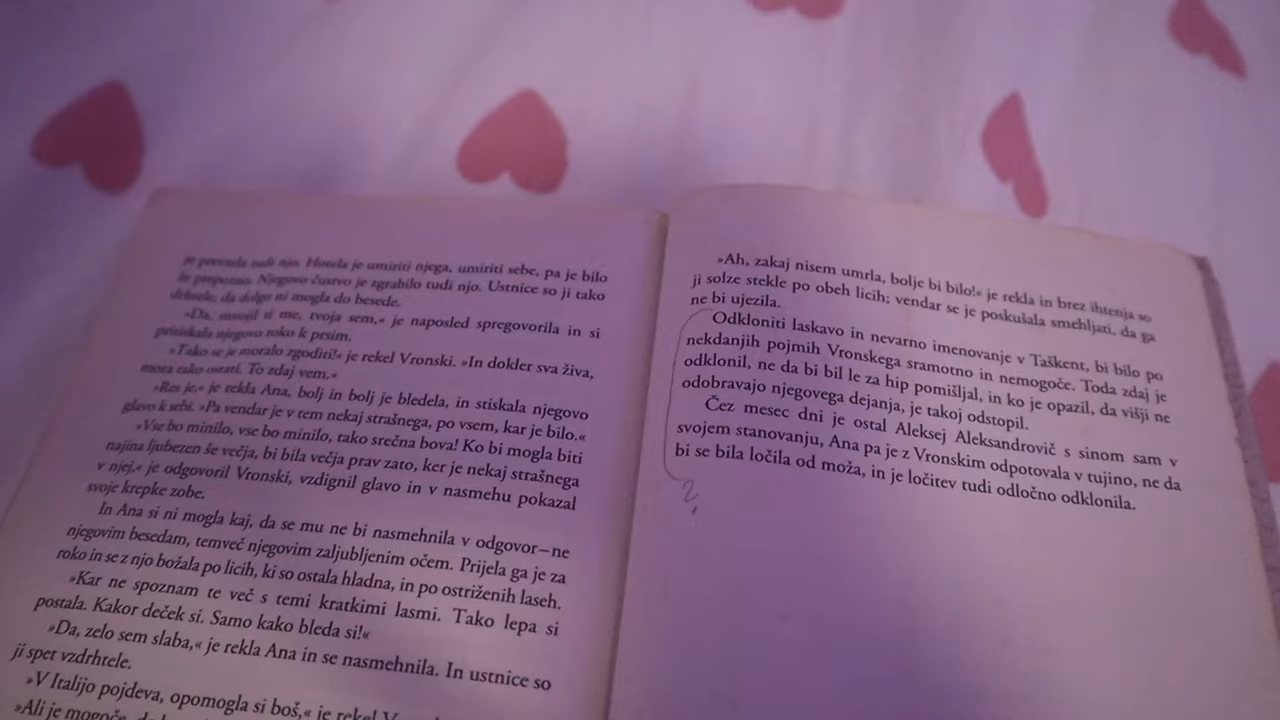 je prevzela tudi njo. Hotela je umiriti njega, umiriti sebe, pa je bilo
že prepozno. Njegovo čustvo je zgrabilo tudi njo. Ustnice so ji tako
drhtele, da dolgo ni mogla do besede.
»Da, osvojil si me, tvoja sem,« je naposled spregovorila in si
pritiskala njegovo roko k prsim.
»Tako se je moralo zgoditi!« je rekel Vronski. »In dokler sva živa,
mora tako ostati. To zdaj vem.«
»Res je,« je rekla Ana, bolj in bolj je bledela, in stiskala njegovo
glavo k sebi. »Pa vendar je v tem nekaj strašnega, po vsem, kar je bilo.«
»Vse bo minilo, vse bo minilo, tako srečna bova! Ko bi mogla biti
najina ljubezen še večja, bi bila večja prav zato, ker je nekaj strašnega
v njej,« je odgovoril Vronski, vzdignil glavo in v nasmehu pokazal
svoje krepke zobe.
In Ana si ni mogla kaj, da se mu ne bi nasmehnila v odgovor–ne
njegovim besedam, temveč njegovim zaljubljenim očem. Prijela ga je za
roko in se z njo božala po licih, ki so ostala hladna, in po ostriženih laseh.
»Kar ne spoznam te več s temi kratkimi lasmi. Tako lepa si
postala. Kakor deček si. Samo kako bleda si!«
»Da, zelo sem slaba,« je rekla Ana in se nasmehnila. In ustnice so
ji spet vzdrhtele.
»V Italijo pojdeva, opomogla si boš,« je rekel
»Ali je mogoče,
»Ah, zakaj nisem umrla, bolje bi bilo!« je rekla in brez ihtenja so
ji solze stekle po obeh licih; vendar se je poskušala smehljati, da ga
ne bi ujezila.
Odkloniti laskavo in nevarno imenovanje v Taškent, bi bilo po
nekdanjih pojmih Vronskega sramotno in nemogoče. Toda zdaj je
odklonil, ne da bi bil le za hip pomišljal, in ko je opazil, da višji ne
odobravajo njegovega dejanja, je takoj odstopil.
Čez mesec dni je ostal Aleksej Aleksandrovič s sinom sam v
svojem stanovanju, Ana pa je z Vronskim odpotovala v tujino, ne da
bi se bila ločila od moža, in je ločitev tudi odločno odklonila.
?